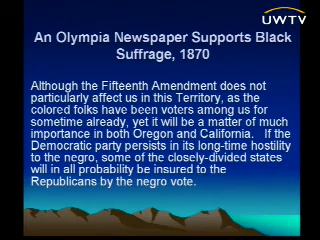 UWTV
An Olympia Newspaper Supports Black
Suffrage, 1870
Although the Fifteenth Amendment does not
particularly affect us in this Territory, as the
colored folks have been voters among us for
sometime already, yet it will be a matter of much
importance in both Oregon and California. If the
Democratic party persists in its long-time hostility
to the negro, some of the closely-divided states
will in all probability be insured to the
Republicans by the negro vote.